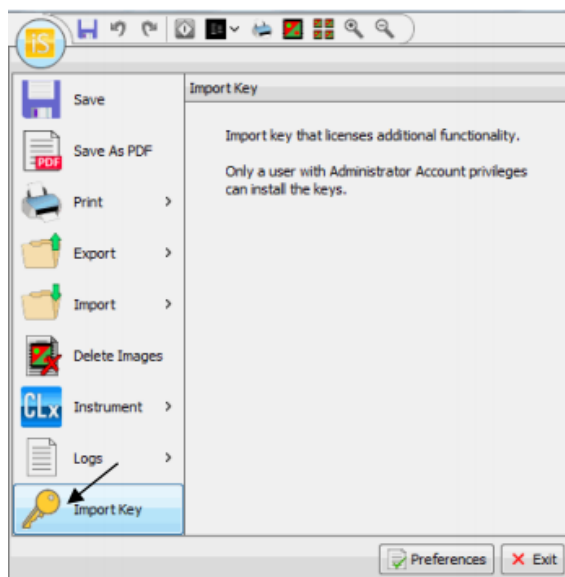 iS
Save
PDF
Save As PDF
Print
Export
Import
Delete Images
CLx
Instrument
Logs
Import Key
Import Key
Import key that licenses additional functionality.
Only a user with Administrator Account privileges
can install the keys.
Preferences
Exit